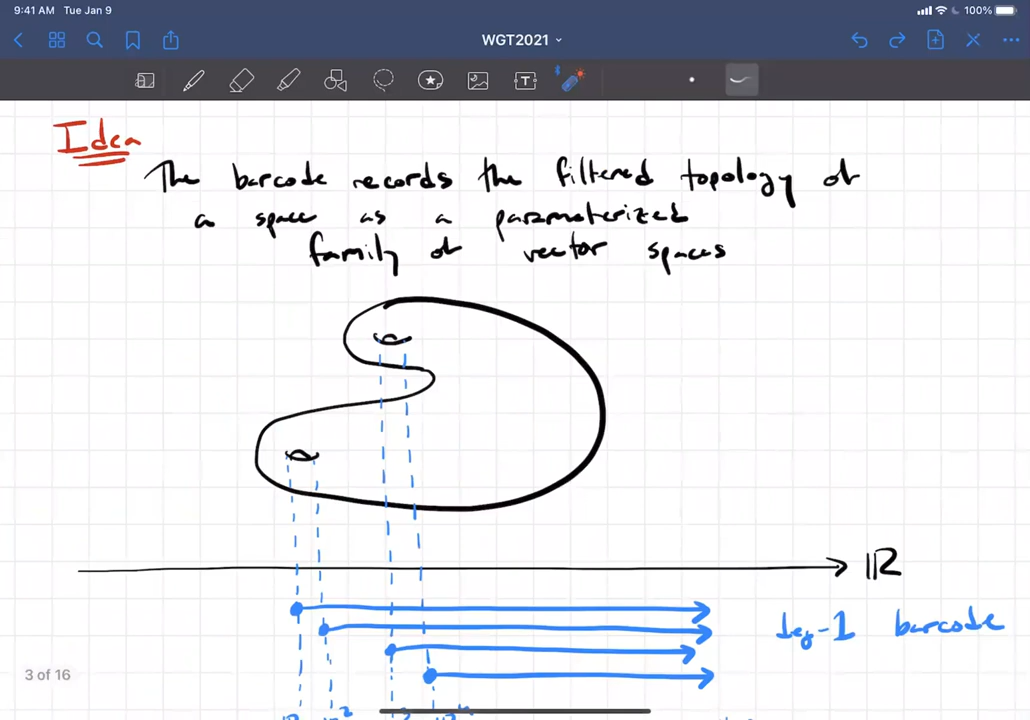 9:41 AM Tue Jan 9
100%
WGT2021
Idea
The barcode records the filtered topology of
a space as a parameterized
family of vector spaces
ℝ
deg-1 barcode
3 of 16